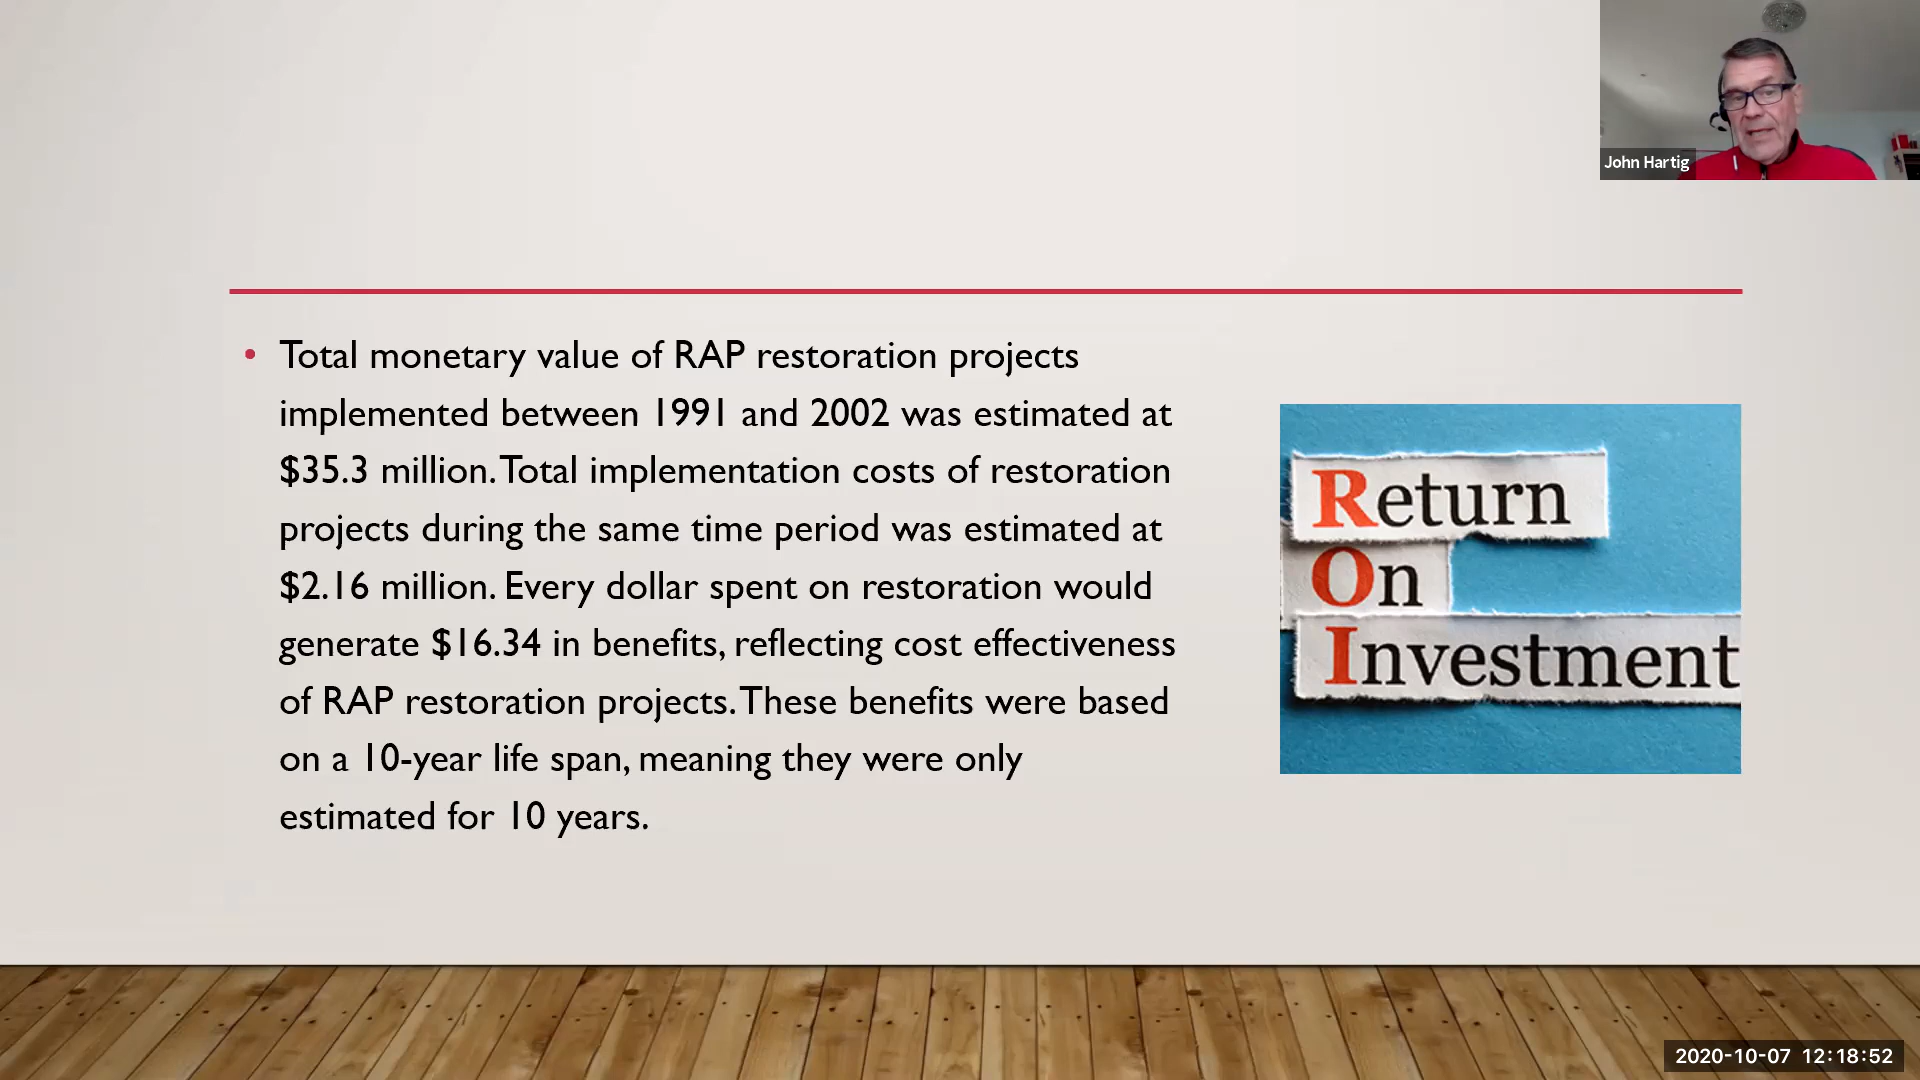 John Hartig
• Total monetary value of RAP restoration projects
implemented between 1991 and 2002 was estimated at
$35.3 million. Total implementation costs of restoration
projects during the same time period was estimated at
$2.16 million. Every dollar spent on restoration would
generate $16.34 in benefits, reflecting cost effectiveness
of RAP restoration projects. These benefits were based
on a 10-year life span, meaning they were only
estimated for 10 years.
Return
On
Investment
2020-10-07 12:18:52